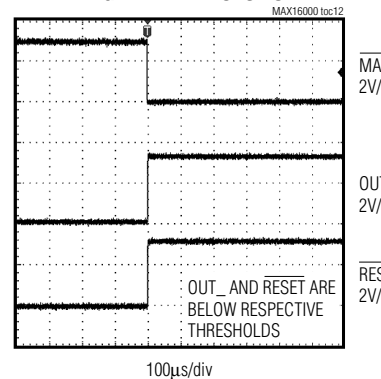 MAX16000 toc12
T
MA
2V/
OUT
2V/
RES
2V/
OUT_ AND RESET ARE
BELOW RESPECTIVE
THRESHOLDS
100μs/div